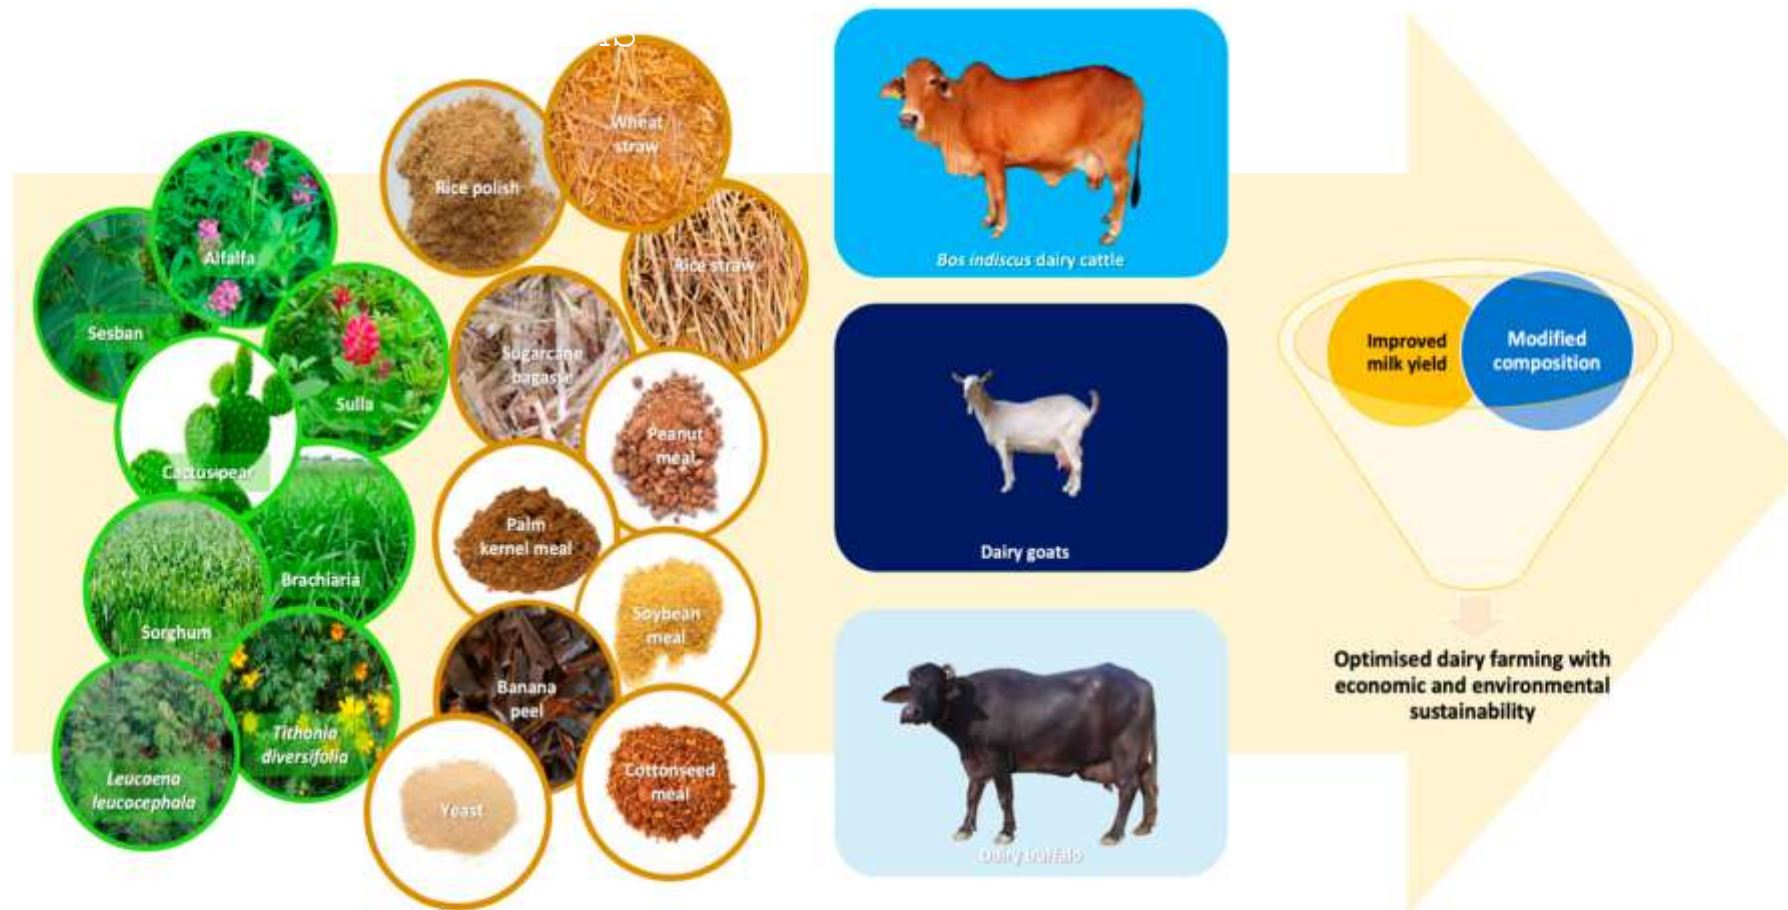 Wheat
straw
Rice polish
Alfalfa
Rice straw
Sesban
Sugarcane
bagasse
Sulla
Peanut
meal
Cactus pear
Palm
kernel meal
Brachiaria
Soybean
meal
Sorghum
Banana
peel
Tithonia
diversifolia
Leucaena
leucocephala
Cottonseed
meal
Yeast
Bos indiscus dairy cattle
Dairy goats
Dairy buffalo
Improved
milk yield
Modified
composition
Optimised dairy farming with
economic and environmental
sustainability